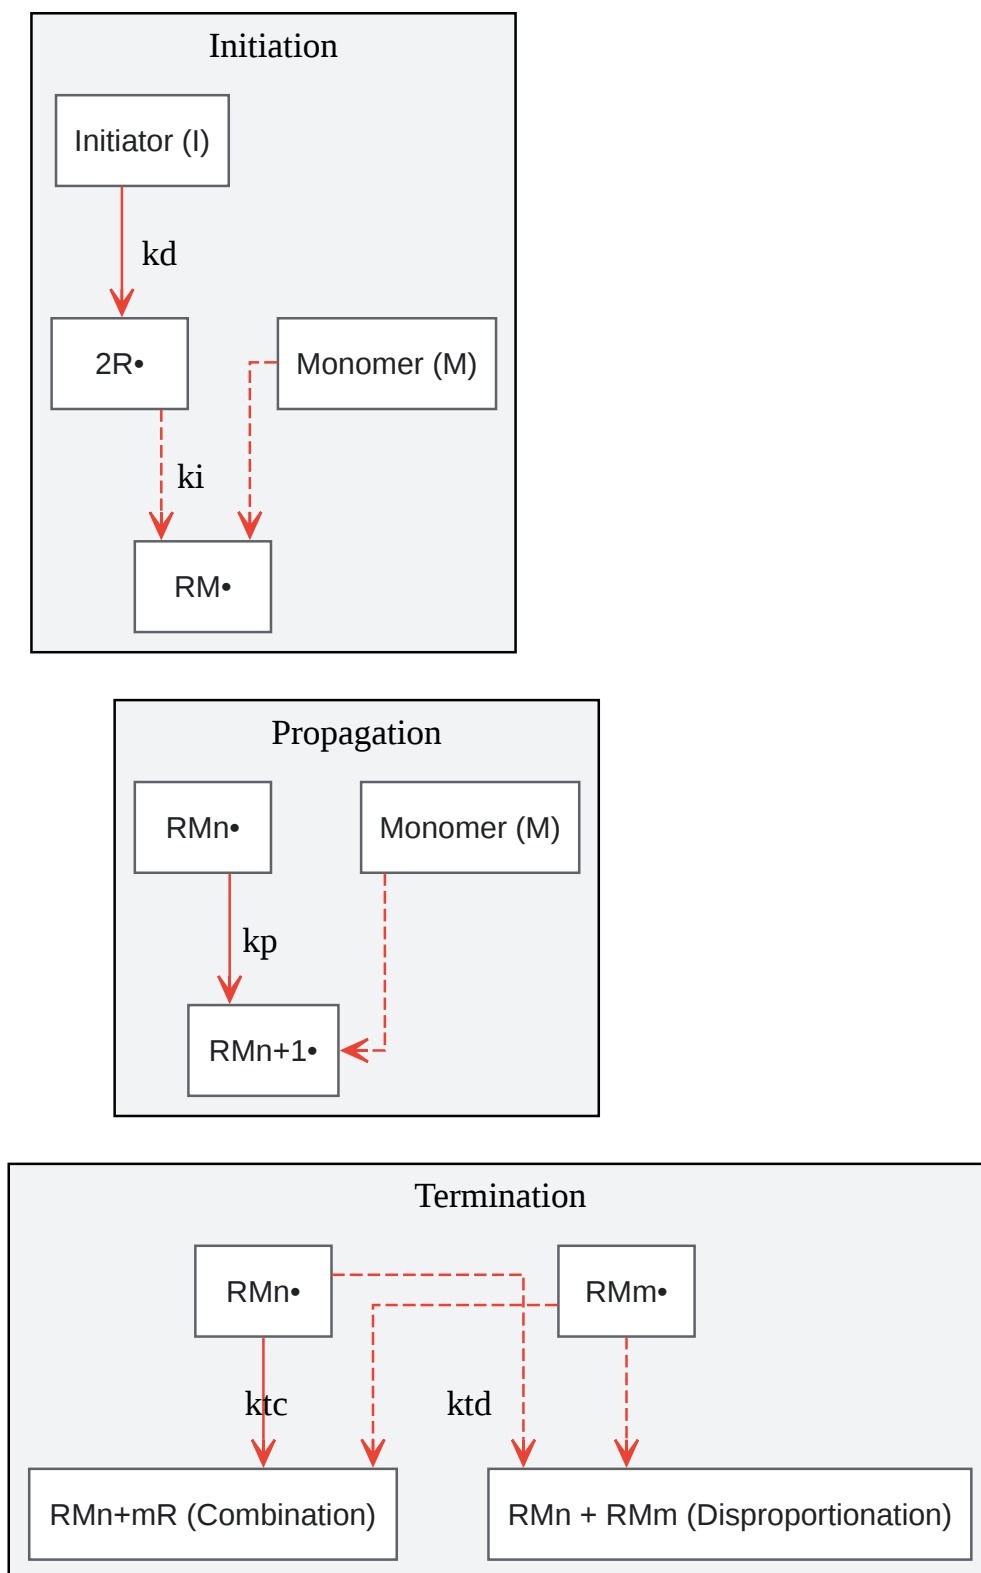 Initiation
Initiator (I)
kd
2R•
Monomer (M)
ki
RM•
Propagation
RMn•
Monomer (M)
kp
RMn+1•
Termination
RMn•
RMm•
ktc
ktd
RMn+mR (Combination)
RMn + RMm (Disproportionation)